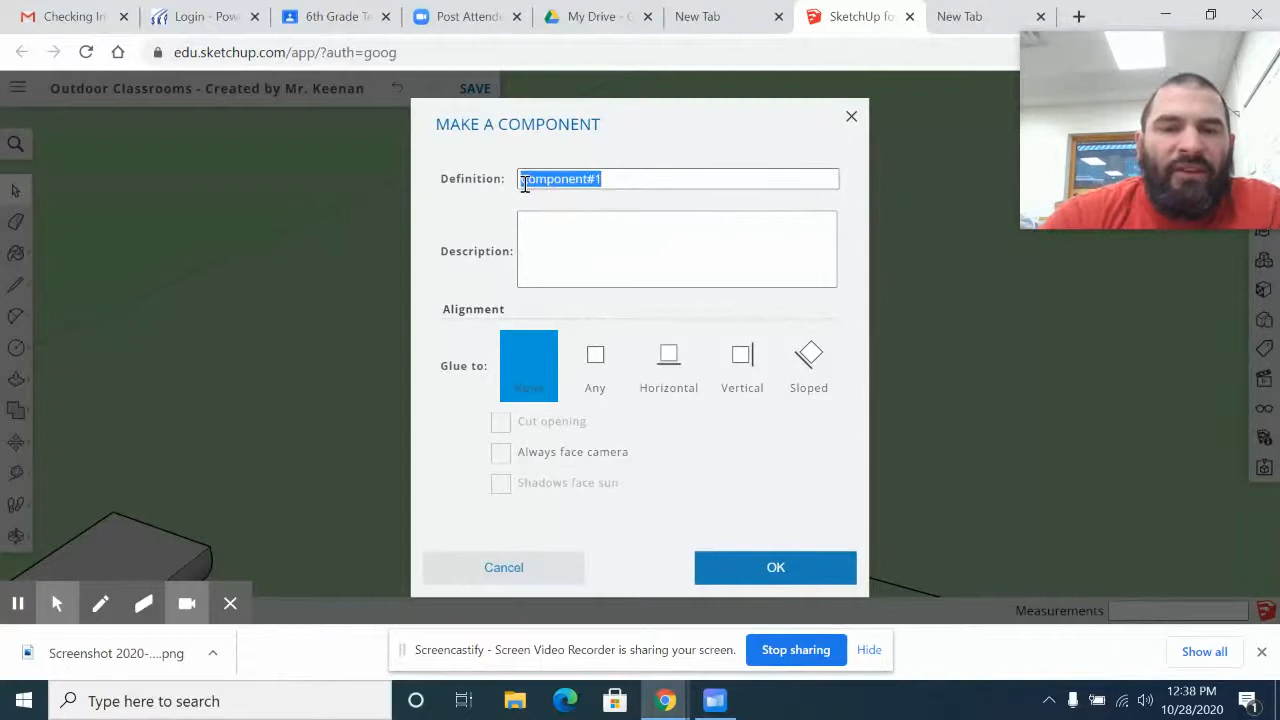 Checking In
Login - Powe
6th Grade Te
Post Attend
My Drive - G
New Tab
SketchUp fo
New Tab
edu.sketchup.com/app/?auth=goog
Outdoor Classrooms - Created by Mr. Keenan
SAVE
MAKE A COMPONENT
Definition:
Component#1
Description:
Alignment
Glue to:
None
Any
Horizontal
Vertical
Sloped
Cut opening
Always face camera
Shadows face sun
Cancel
OK
Measurements
Screenshot 2020-....png
Screencastify - Screen Video Recorder is sharing your screen.
Stop sharing
Hide
Show all
Type here to search
12:38 PM
10/28/2020
1